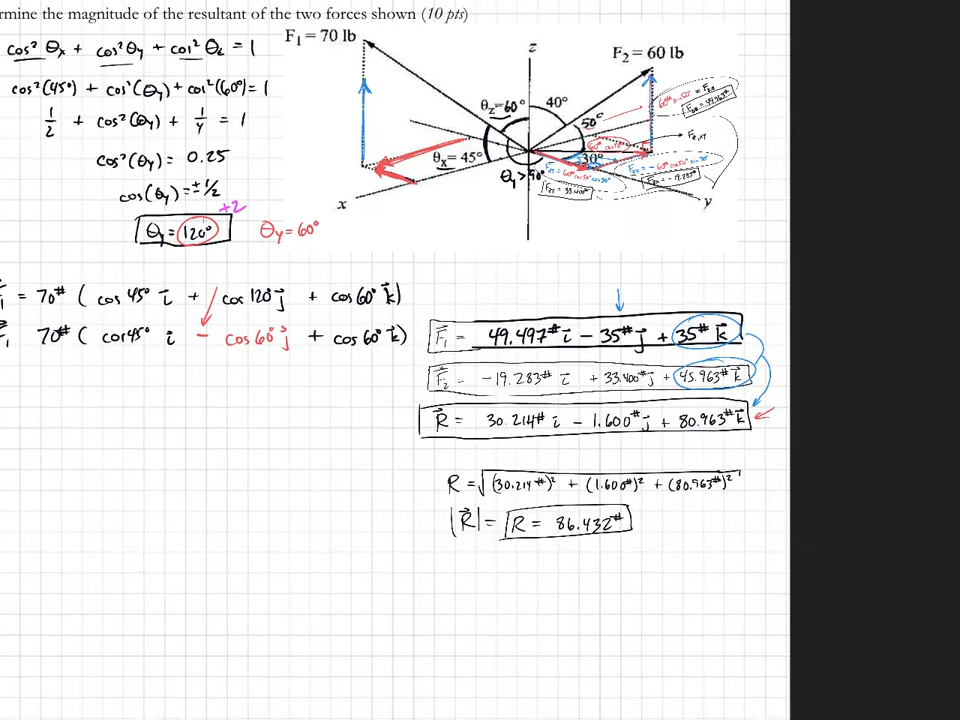 rmine the magnitude of the resultant of the two forces shown (10 pts)
cos² θx + cos² θy + cos² θz = 1
cos²(45°) + cos²(θy) + cos²(60°) = 1
1/2 + cos²(θy) + 1/4 = 1
cos²(θy) = 0.25
cos(θy) = ± 1/2
+2
θy = 120°
θy = 60°
F₁ = 70 lb
F₂ = 60 lb
z
θz = 60°
40°
50°
θx = 45°
30°
θy > 90°
x
y
F₂,xy
= 70# ( cos 45° i + cos 120° j + cos 60° k )
70# ( cos 45° i − cos 60° j + cos 60° k )
F₁ = 49.497# i − 35# j + 35# k
F₂ = −19.283# i + 33.400# j + 45.963# k
R = 30.214# i − 1.600# j + 80.963# k
R = √(30.214#)² + (1.600#)² + (80.963#)²
|R| = R = 86.432#